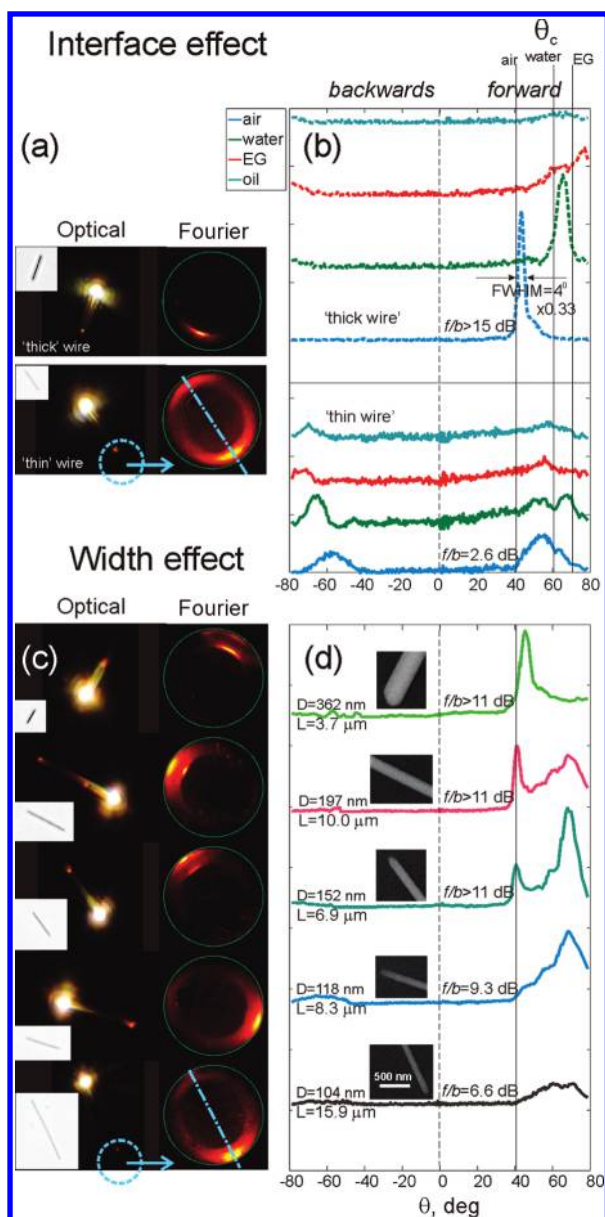 Interface effect
θc
air water EG
backwards forward
(a)
air
water
EG
oil
(b)
Optical Fourier
'thick' wire
FWHM=4⁰
x0.33
'thick wire' f/b>15 dB
'thin' wire
'thin wire'
f/b=2.6 dB
-80 -60 -40 -20 0 20 40 60 80
Width effect
Optical Fourier
(c)
(d)
D=362 nm
L=3.7 μm
f/b>11 dB
D=197 nm
L=10.0 μm
f/b>11 dB
D=152 nm
L=6.9 μm
f/b>11 dB
D=118 nm
L=8.3 μm
f/b=9.3 dB
500 nm
D=104 nm
L=15.9 μm
f/b=6.6 dB
-80 -60 -40 -20 0 20 40 60 80
θ, deg